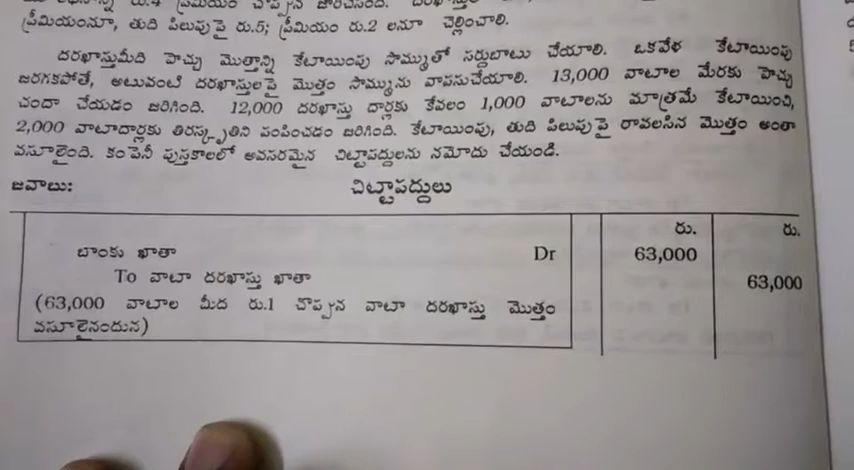 రు.4 ప్రీమియం చొప్పున జారీచేసింది.
ప్రీమియంనూ, తుది పిలుపుపై రు.5; ప్రీమియం రు.2 లనూ చెల్లించాలి.
దరఖాస్తుమీది హెచ్చు మొత్తాన్ని కేటాయింపు సొమ్ముతో సర్దుబాటు చేయాలి. ఒకవేళ కేటాయింపు
జరగకపోతే, అటువంటి దరఖాస్తులపై మొత్తం సొమ్మును వాపసుచేయాలి. 13,000 వాటాల మేరకు హెచ్చు
చందా చేయడం జరిగింది. 12,000 దరఖాస్తు దార్లకు కేవలం 1,000 వాటాలను మాత్రమే కేటాయించి,
2,000 వాటాదార్లకు తిరస్కృతిని పంపించడం జరిగింది. కేటాయింపు, తుది పిలుపుపై రావలసిన మొత్తం అంతా
వసూలైంది. కంపెనీ పుస్తకాలలో అవసరమైన చిట్టాపద్దులను నమోదు చేయండి.
జవాబు: చిట్టాపద్దులు
రు. రు.
బాంకు ఖాతా Dr 63,000
To వాటా దరఖాస్తు ఖాతా 63,000
(63,000 వాటాల మీద రు.1 చొప్పున వాటా దరఖాస్తు మొత్తం
వసూలైనందున)